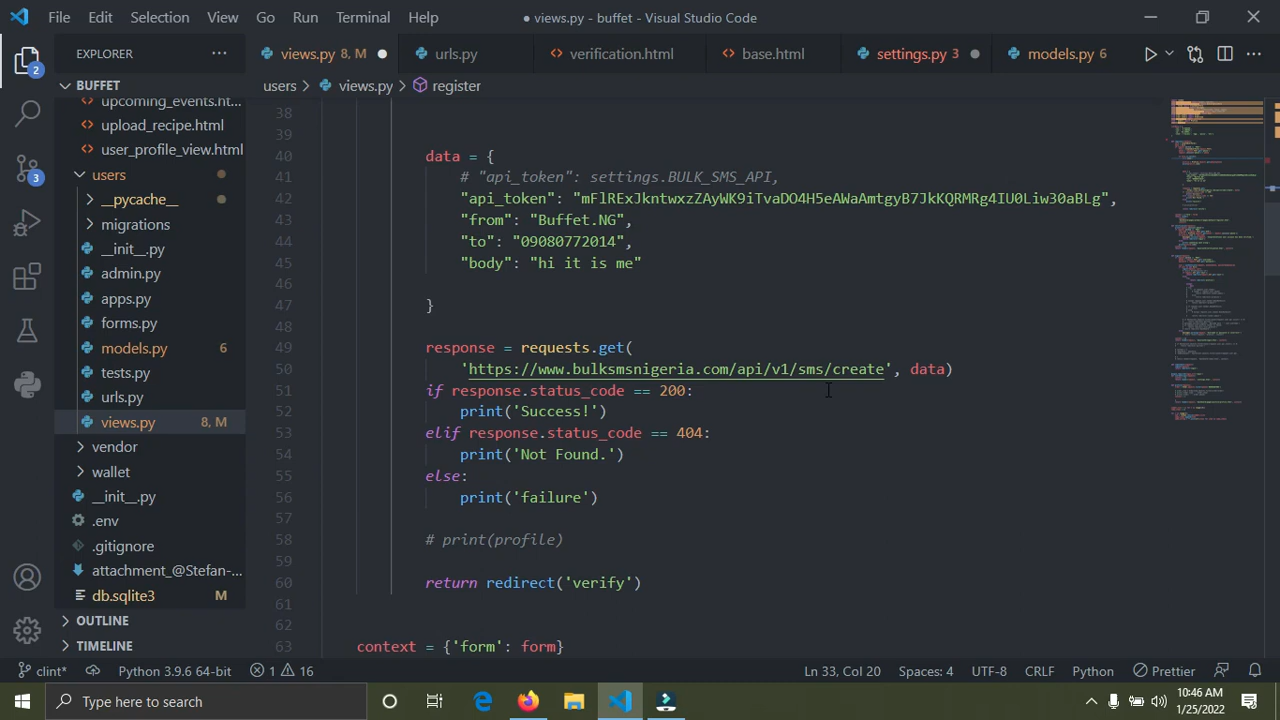 File Edit Selection View Go Run Terminal Help
● views.py - buffet - Visual Studio Code
EXPLORER
views.py 8, M
urls.py
verification.html
base.html
settings.py 3
models.py 6
BUFFET
users > views.py > register
upcoming_events.ht...
upload_recipe.html
user_profile_view.html
users
__pycache__
migrations
__init__.py
admin.py
apps.py
forms.py
models.py 6
tests.py
urls.py
views.py 8, M
vendor
wallet
__init__.py
.env
.gitignore
attachment_@Stefan-...
db.sqlite3 M
OUTLINE
TIMELINE
2
3
38
39
40 data = {
41 # "api_token": settings.BULK_SMS_API,
42 "api_token": "mFlRExJkntwxzZAyWK9iTvaDO4H5eAWaAmtgyB7JkKQRMRg4IU0Liw30aBLg",
43 "from": "Buffet.NG",
44 "to": "09080772014",
45 "body": "hi it is me"
46
47 }
48
49 response = requests.get(
50 'https://www.bulksmsnigeria.com/api/v1/sms/create', data)
51 if response.status_code == 200:
52 print('Success!')
53 elif response.status_code == 404:
54 print('Not Found.')
55 else:
56 print('failure')
57
58 # print(profile)
59
60 return redirect('verify')
61
62
63 context = {'form': form}
clint* Python 3.9.6 64-bit 1 16 Ln 33, Col 20 Spaces: 4 UTF-8 CRLF Python Prettier
Type here to search
10:46 AM
1/25/2022